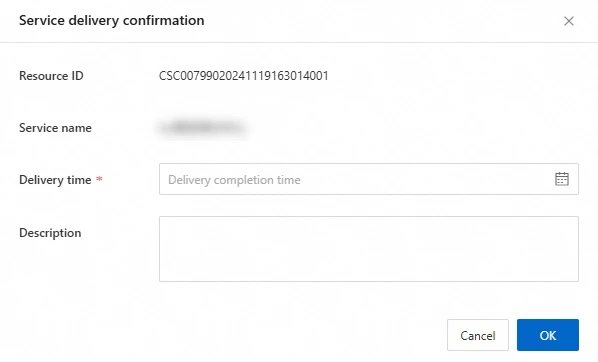 Service delivery confirmation
Resource ID CSC00799020241119163014001
Service name
Delivery time * Delivery completion time
Description
Cancel OK